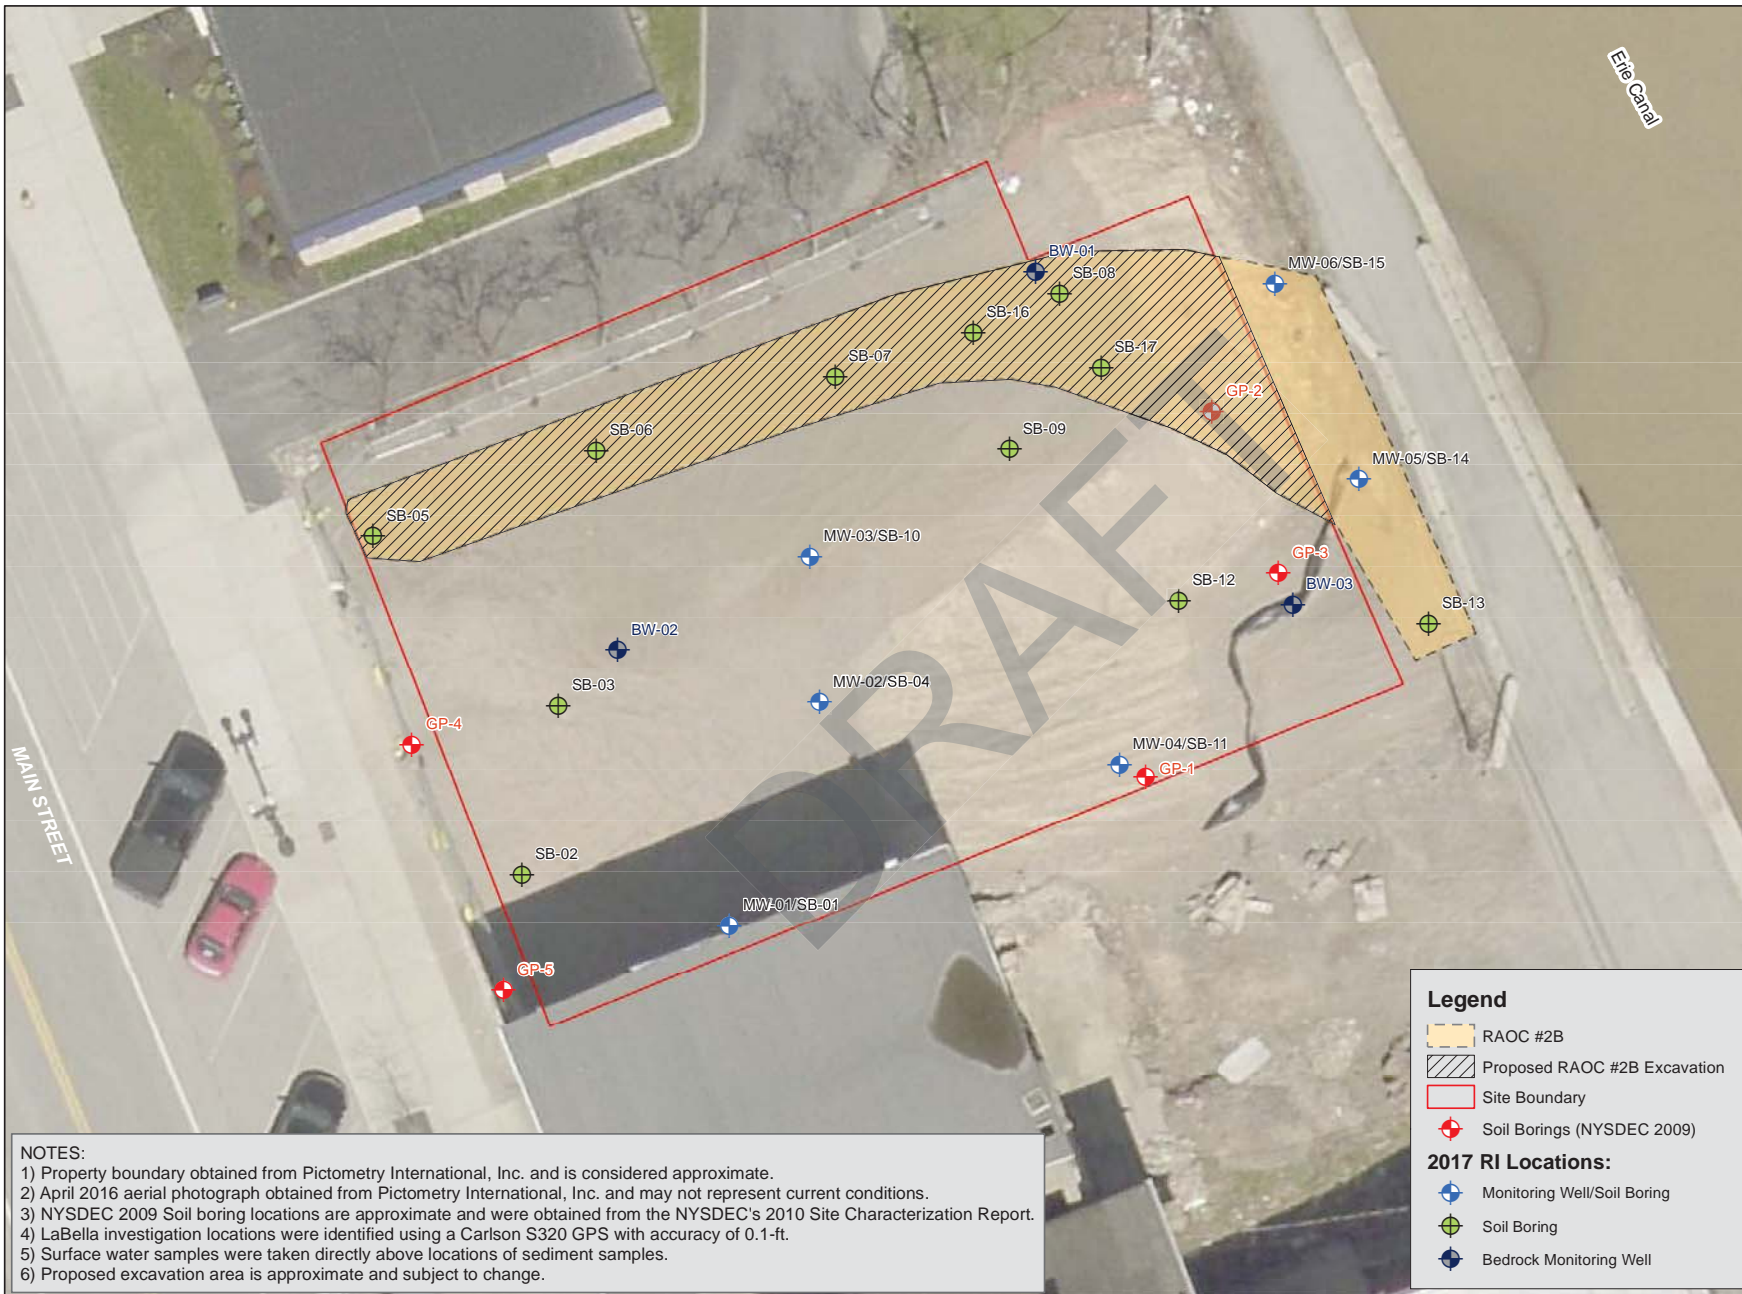 Erie Canal
BW-01
SB-08
MW-06/SB-15
SB-16
SB-07
SB-17
GP-2
SB-06
SB-09
MW-05/SB-14
SB-05
MW-03/SB-10
GP-3
SB-12
BW-03
SB-13
BW-02
SB-03
MW-02/SB-04
GP-4
MW-04/SB-11
GP-1
MAIN STREET
SB-02
MW-01/SB-01
GP-5
DRAFT
Legend
RAOC #2B
Proposed RAOC #2B Excavation
Site Boundary
Soil Borings (NYSDEC 2009)
2017 RI Locations:
Monitoring Well/Soil Boring
Soil Boring
Bedrock Monitoring Well
NOTES:
1) Property boundary obtained from Pictometry International, Inc. and is considered approximate.
2) April 2016 aerial photograph obtained from Pictometry International, Inc. and may not represent current conditions.
3) NYSDEC 2009 Soil boring locations are approximate and were obtained from the NYSDEC's 2010 Site Characterization Report.
4) LaBella investigation locations were identified using a Carlson S320 GPS with accuracy of 0.1-ft.
5) Surface water samples were taken directly above locations of sediment samples.
6) Proposed excavation area is approximate and subject to change.